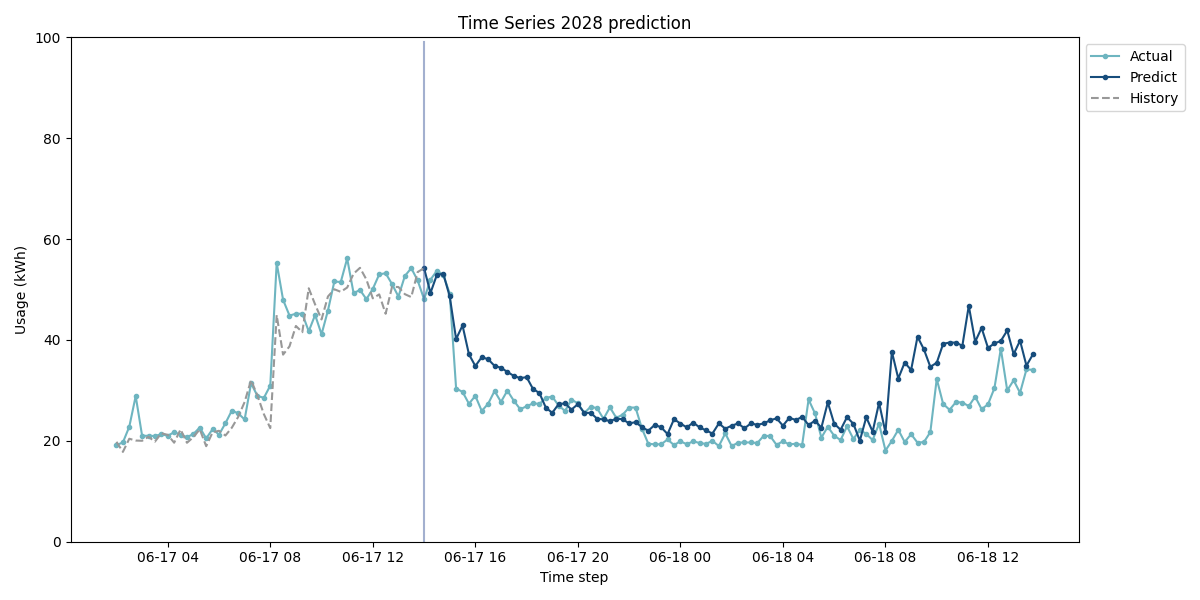 Time Series 2028 prediction
100
80
60
40
20
0
Usage (kWh)
06-17 04
06-17 08
06-17 12
06-17 16
06-17 20
06-18 00
06-18 04
06-18 08
06-18 12
Time step
Actual
Predict
History